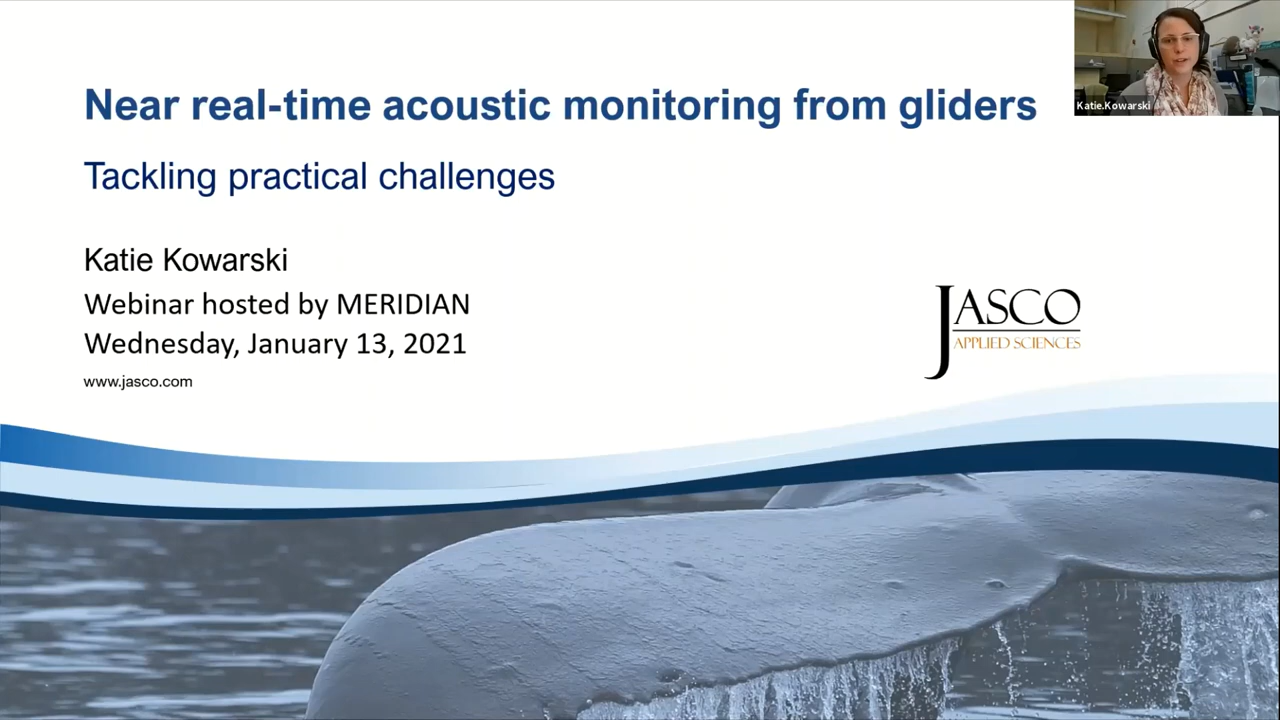 Near real-time acoustic monitoring from gliders
Katie.Kowarski
Tackling practical challenges
Katie Kowarski
Webinar hosted by MERIDIAN
Wednesday, January 13, 2021
www.jasco.com
JASCO
APPLIED SCIENCES